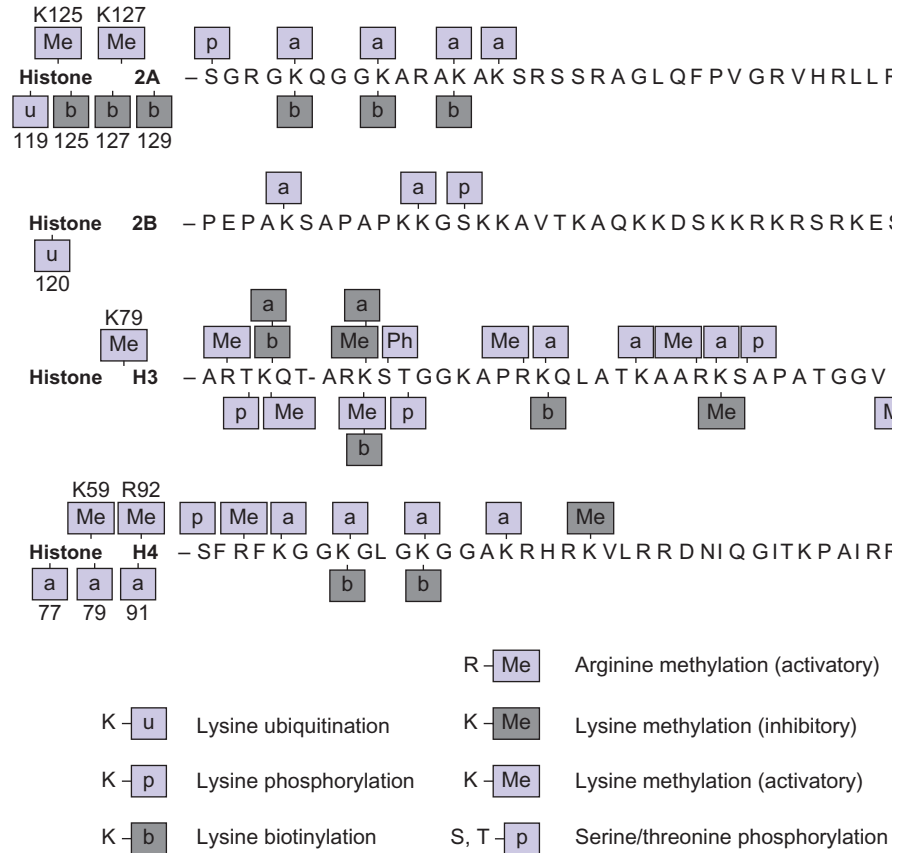 K125 K127
Me Me p a a a a
Histone 2A – S G R G K Q G G K A R A K A K S R S S R A G L Q F P V G R V H R L L F
u b b b b b b
119 125 127 129
a a p
Histone 2B – P E P A K S A P A P K K G S K K A V T K A Q K K D S K K R K R S R K E S
u
120
a a
K79
Me Me b Me Ph Me a a Me a p
Histone H3 – A R T K Q T - A R K S T G G K A P R K Q L A T K A A R K S A P A T G G V
p Me Me p b Me
b
K59 R92
Me Me p Me a a a a Me
Histone H4 – S F R F K G G K G L G K G G A K R H R K V L R R D N I Q G I T K P A I R F
a a a b b
77 79 91
R – Me Arginine methylation (activatory)
K – u Lysine ubiquitination K – Me Lysine methylation (inhibitory)
K – p Lysine phosphorylation K – Me Lysine methylation (activatory)
K – b Lysine biotinylation S, T – p Serine/threonine phosphorylation